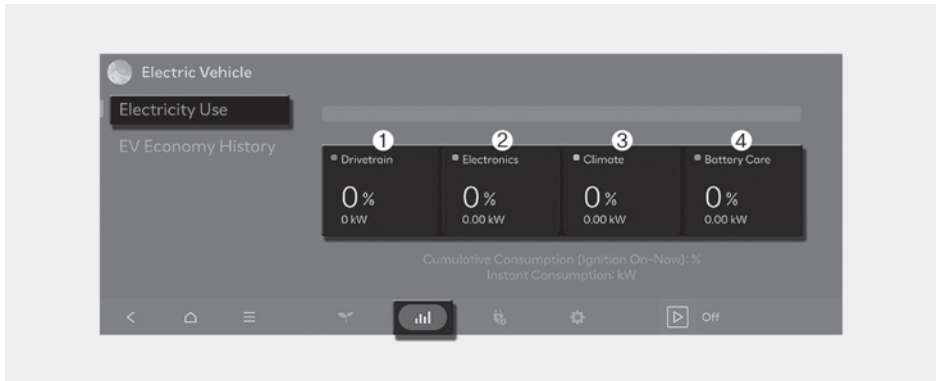 Electric Vehicle
Electricity Use
EV Economy History
1 2 3 4
Drivetrain Electronics Climate Battery Care
0 % 0 % 0 % 0 %
0 kW 0.00 kW 0.00 kW 0.00 kW
Cumulative Consumption (Ignition On-Now): %
Instant Consumption: kW
Off